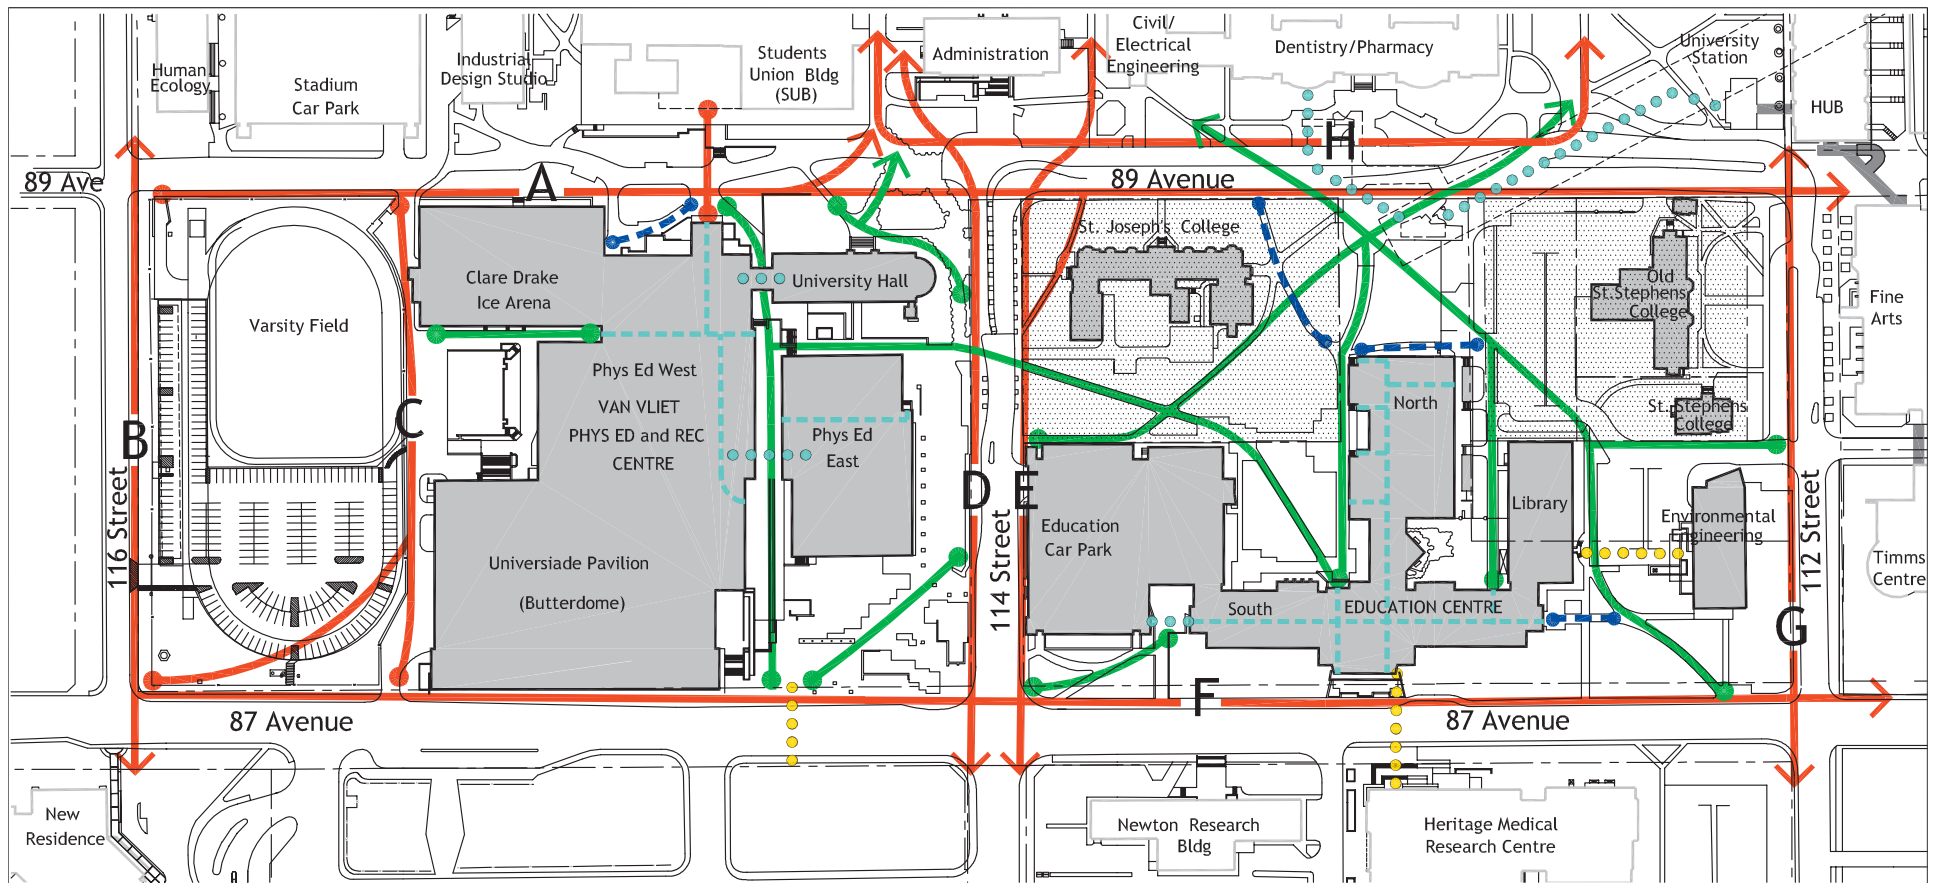 Human
Ecology
Stadium
Car Park
Industrial
Design Studio
Students
Union Bldg
(SUB)
Administration
Civil/
Electrical
Engineering
Dentistry/Pharmacy
University
Station
HUB
H
89 Ave
A
89 Avenue
Clare Drake
Ice Arena
University Hall
St. Joseph's College
Old
St.Stephens
College
Fine
Arts
Varsity Field
Phys Ed West
VAN VLIET
PHYS ED and REC
CENTRE
Phys Ed
East
North
St. Stephens
College
B
C
D
E
116 Street
114 Street
112 Street
Education
Car Park
Library
Environmental
Engineering
Timms
Centre
Universiade Pavilion
(Butterdome)
South
EDUCATION CENTRE
G
F
87 Avenue
87 Avenue
New
Residence
Newton Research
Bldg
Heritage Medical
Research Centre